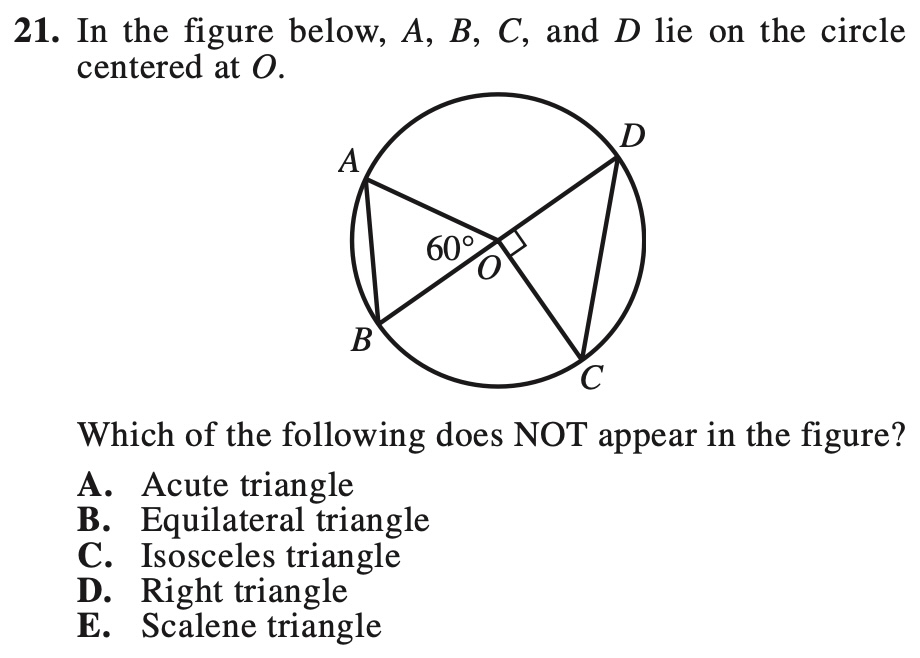 21. In the figure below, A, B, C, and D lie on the circle
centered at O.
D
A
60°
O
B
C
Which of the following does NOT appear in the figure?
A. Acute triangle
B. Equilateral triangle
C. Isosceles triangle
D. Right triangle
E. Scalene triangle